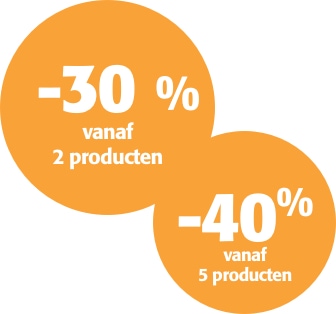 -30 %
vanaf
2 producten
-40%
vanaf
5 producten